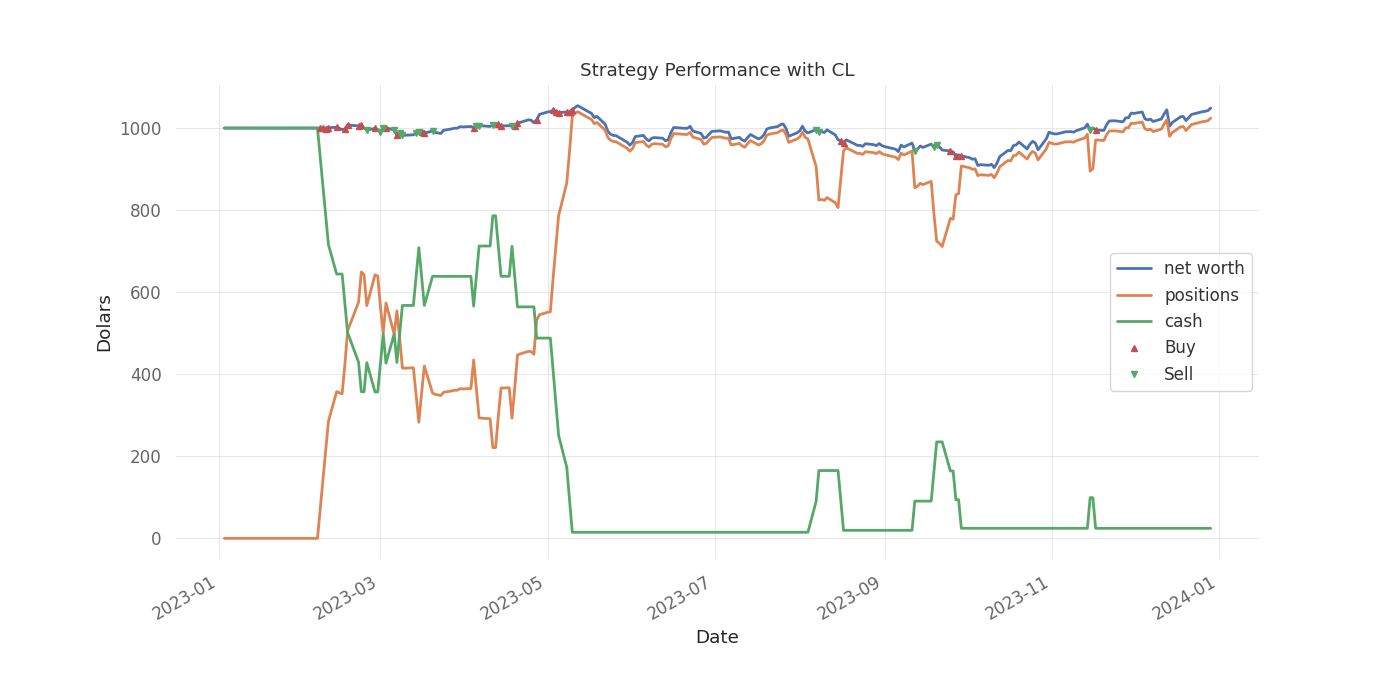 Strategy Performance with CL
Dolars
1000
800
600
400
200
0
net worth
positions
cash
Buy
Sell
2023-01
2023-03
2023-05
2023-07
2023-09
2023-11
2024-01
Date